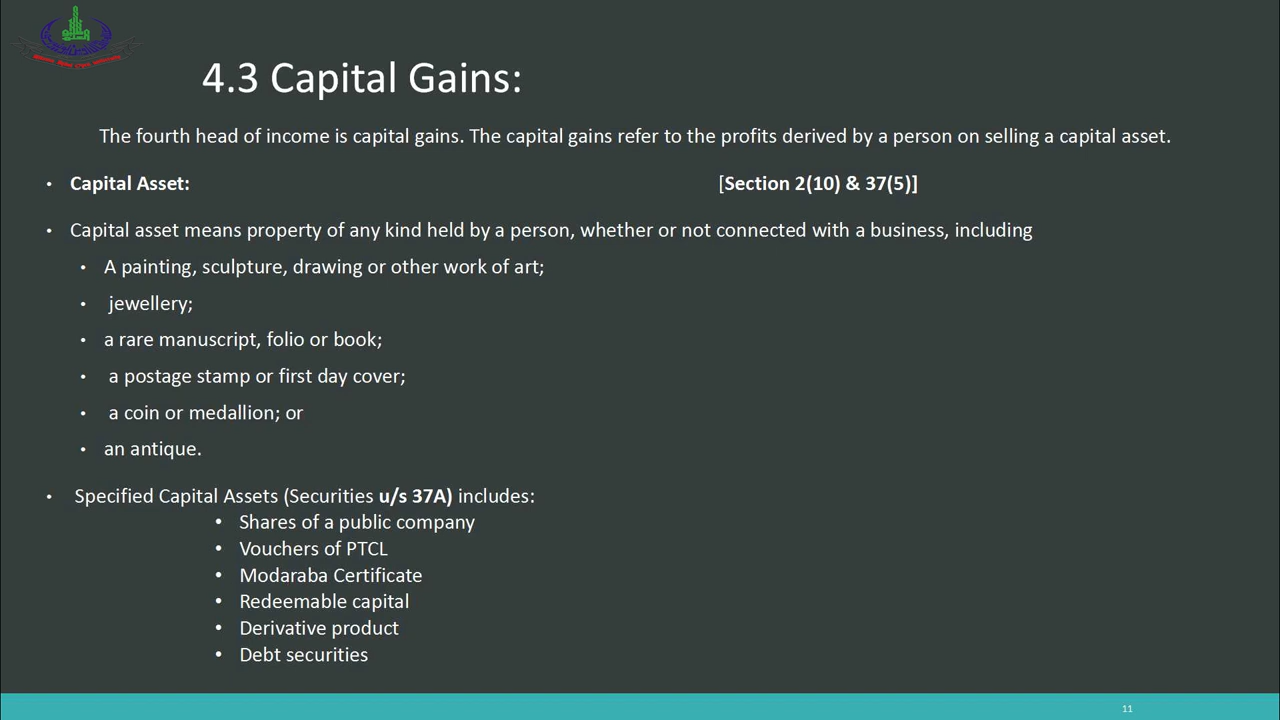 4.3 Capital Gains:
The fourth head of income is capital gains. The capital gains refer to the profits derived by a person on selling a capital asset.
• Capital Asset: [Section 2(10) & 37(5)]
• Capital asset means property of any kind held by a person, whether or not connected with a business, including
• A painting, sculpture, drawing or other work of art;
• jewellery;
• a rare manuscript, folio or book;
• a postage stamp or first day cover;
• a coin or medallion; or
• an antique.
• Specified Capital Assets (Securities u/s 37A) includes:
• Shares of a public company
• Vouchers of PTCL
• Modaraba Certificate
• Redeemable capital
• Derivative product
• Debt securities
11